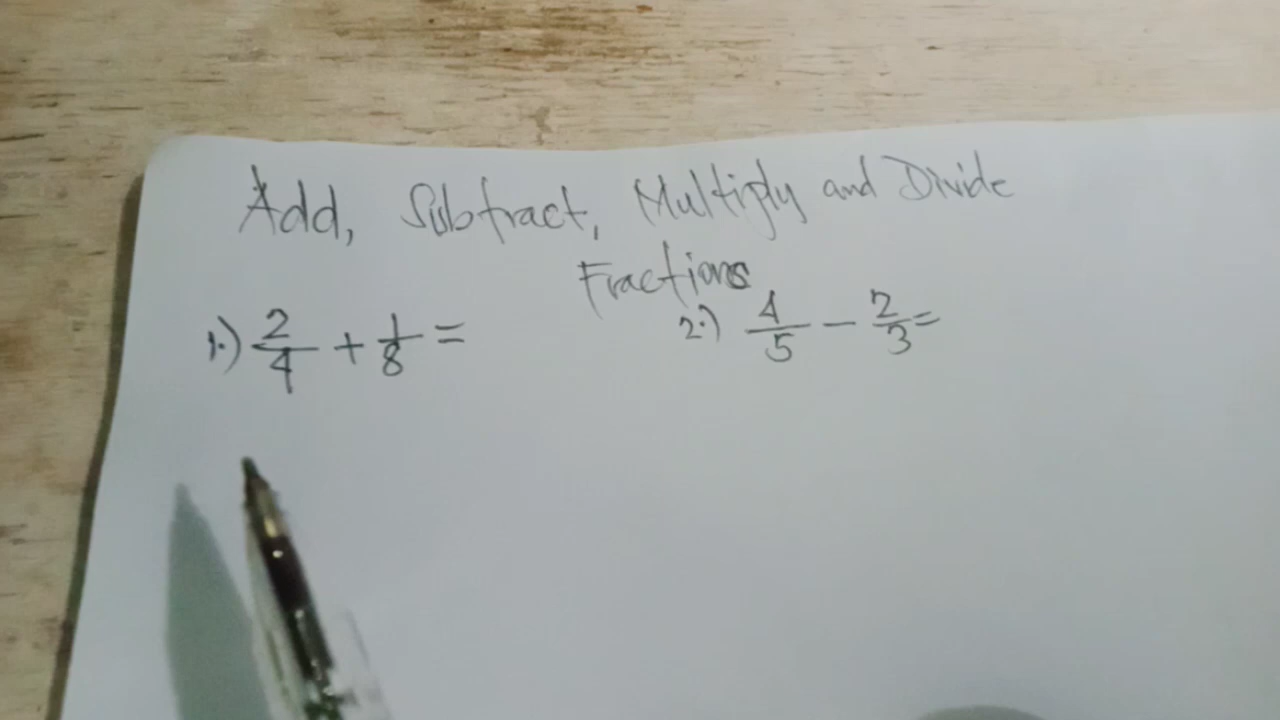 Add, Subtract, Multiply and Divide
Fractions
1.) 2/4 + 1/8 =
2.) 4/5 - 2/3 =